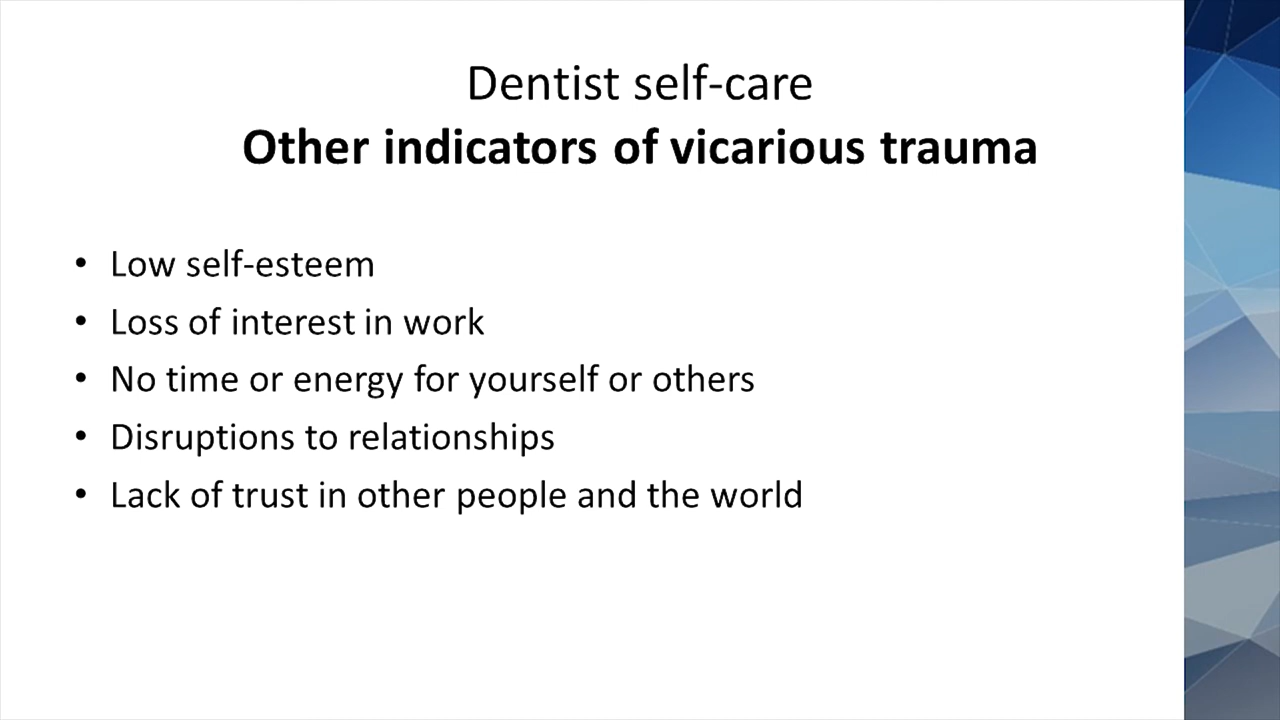 Dentist self-care
Other indicators of vicarious trauma
• Low self-esteem
• Loss of interest in work
• No time or energy for yourself or others
• Disruptions to relationships
• Lack of trust in other people and the world